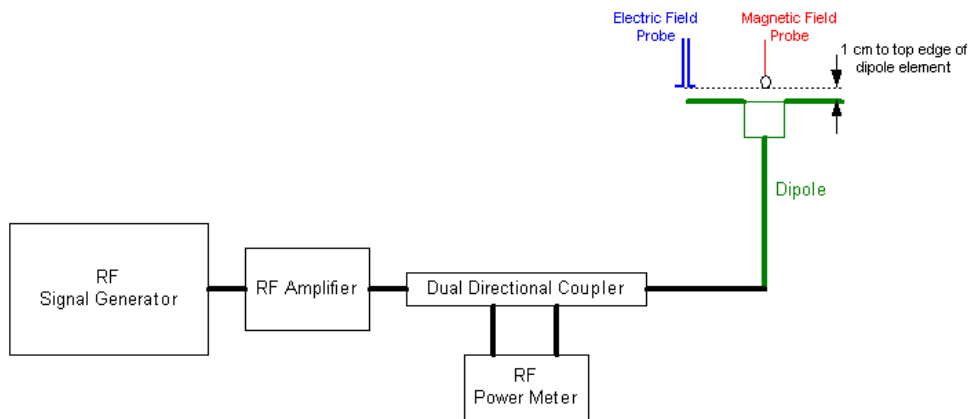 Electric Field
Probe
Magnetic Field
Probe
1 cm to top edge of
dipole element
Dipole
RF
Signal Generator
RF Amplifier
Dual Directional Coupler
RF
Power Meter